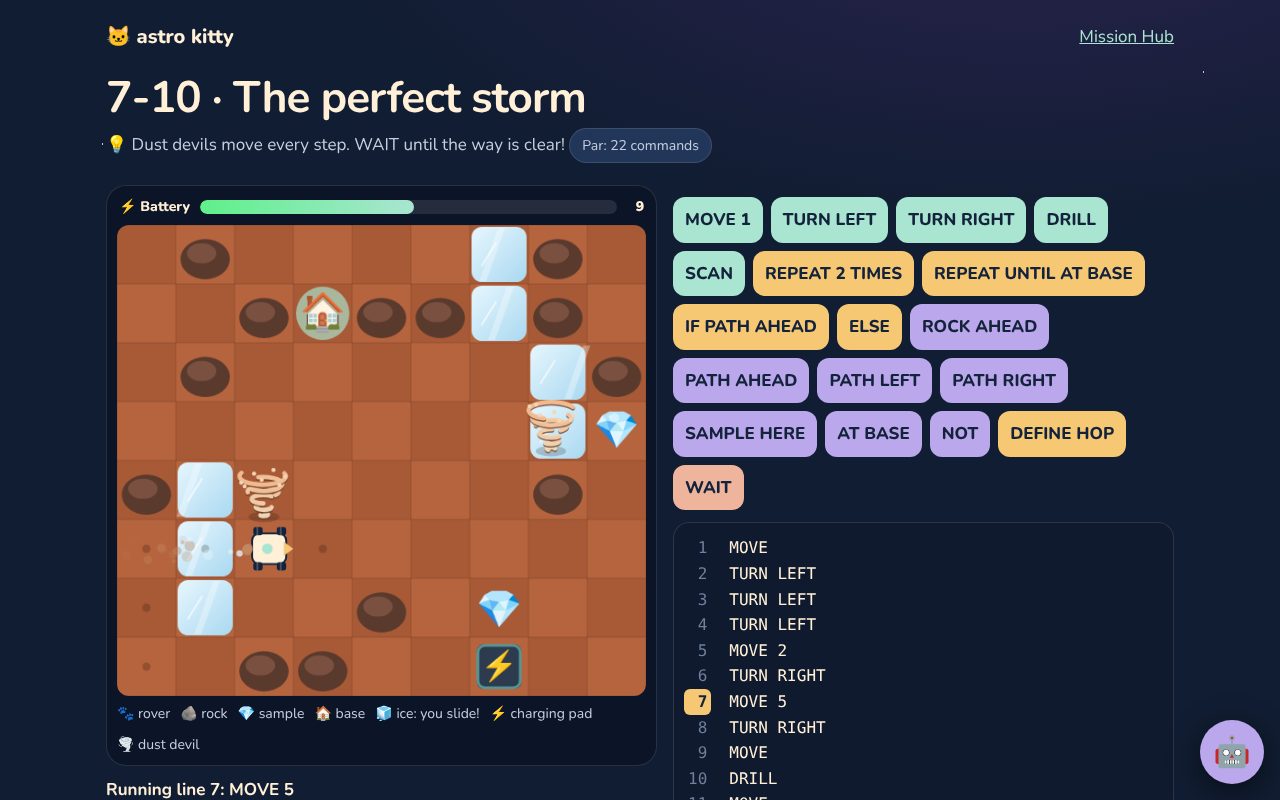 🐱 astro kitty
Mission Hub
7-10 · The perfect storm
💡 Dust devils move every step. WAIT until the way is clear! Par: 22 commands
⚡ Battery 9
MOVE 1 TURN LEFT TURN RIGHT DRILL
SCAN REPEAT 2 TIMES REPEAT UNTIL AT BASE
IF PATH AHEAD ELSE ROCK AHEAD
PATH AHEAD PATH LEFT PATH RIGHT
SAMPLE HERE AT BASE NOT DEFINE HOP
WAIT
1 MOVE
2 TURN LEFT
3 TURN LEFT
4 TURN LEFT
5 MOVE 2
6 TURN RIGHT
7 MOVE 5
8 TURN RIGHT
9 MOVE
10 DRILL
🐾 rover 🪨 rock 💎 sample 🏠 base 🧊 ice: you slide! ⚡ charging pad
🌪️ dust devil
Running line 7: MOVE 5